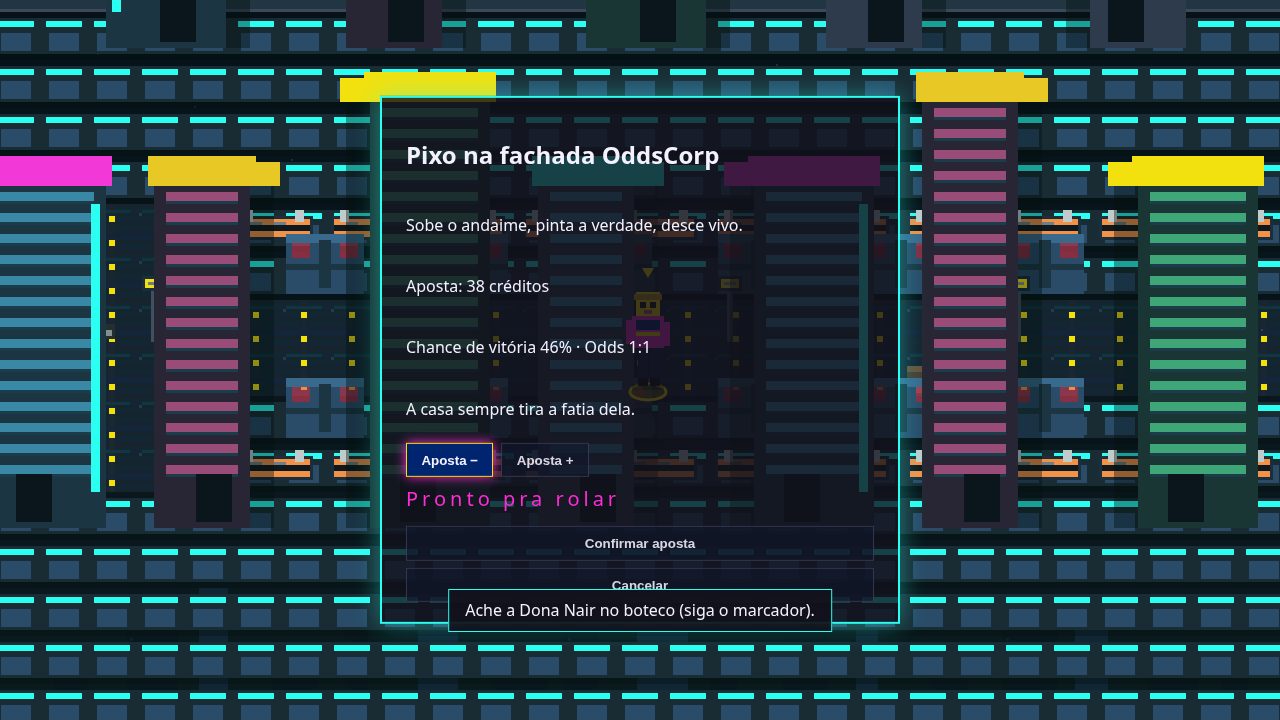 Pixo na fachada OddsCorp
Sobe o andaime, pinta a verdade, desce vivo.
Aposta: 38 créditos
Chance de vitória 46% · Odds 1:1
A casa sempre tira a fatia dela.
Aposta − Aposta +
Pronto pra rolar
Confirmar aposta
Cancelar
Ache a Dona Nair no boteco (siga o marcador).